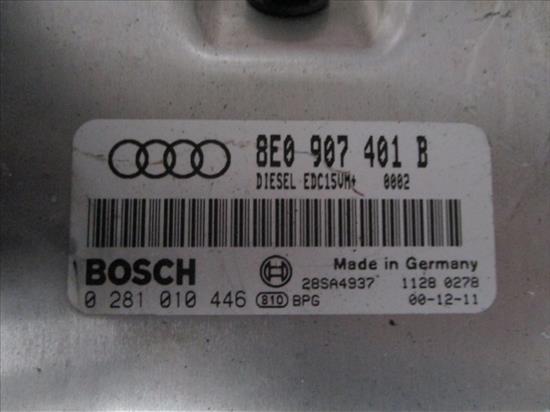 8E0 907 401 B
DIESEL EDC15VM+ 0002
BOSCH
Made in Germany
28SA4937 1128 0278
0 281 010 446 810 BPG 00-12-11